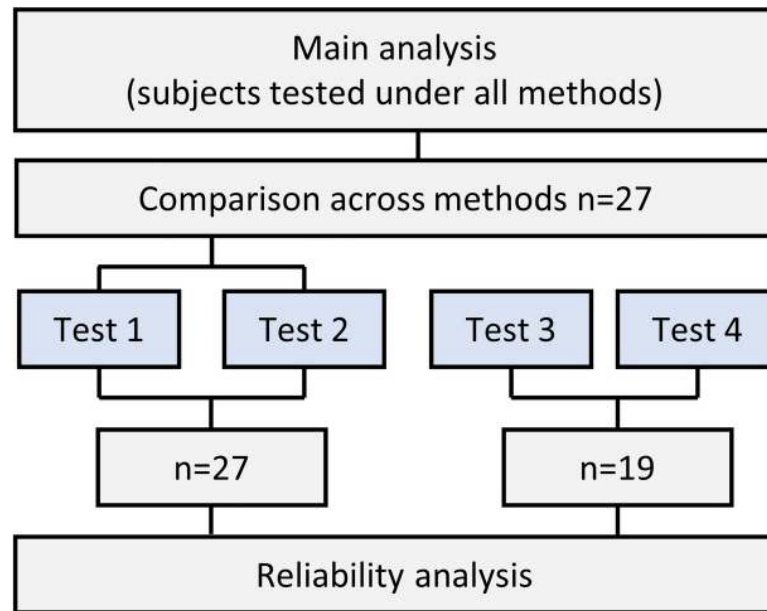 Main analysis
(subjects tested under all methods)
Comparison across methods n=27
Test 1
Test 2
Test 3
Test 4
n=27
n=19
Reliability analysis